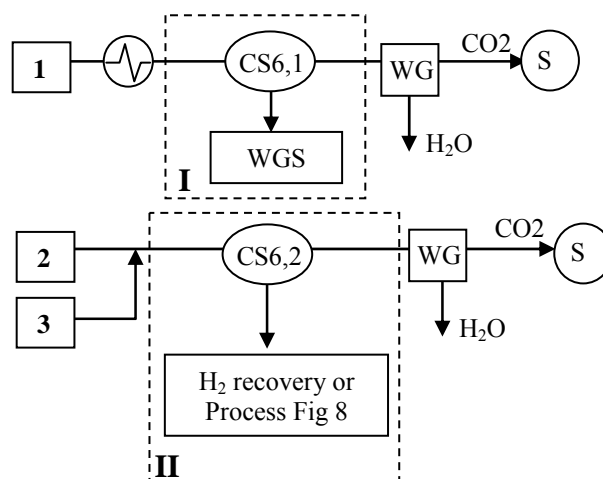 1
CS6,1
WG
CO2
S
H₂O
WGS
I
2
CS6,2
WG
CO2
S
3
H₂O
H₂ recovery or
Process Fig 8
II